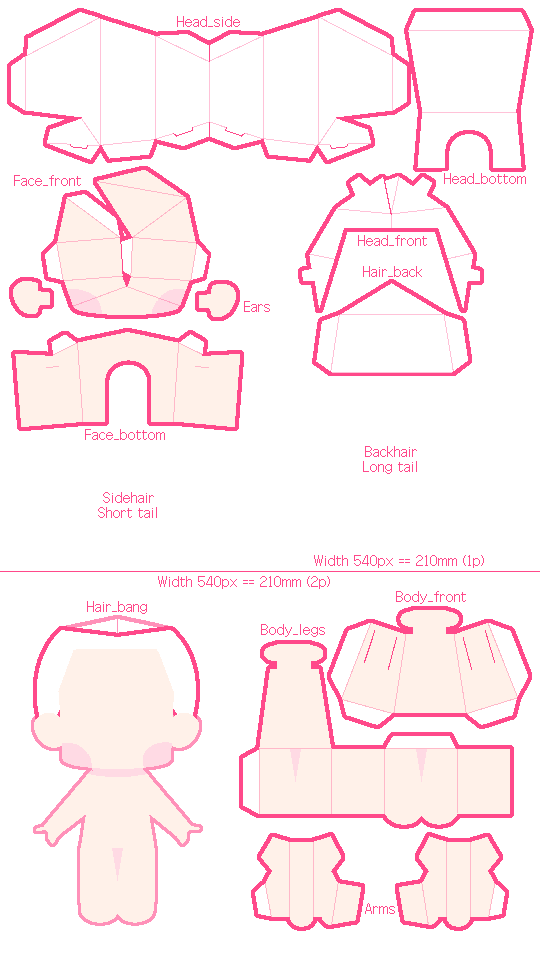 Head_side
Face_front
Head_bottom
Head_front
Hair_back
Ears
Face_bottom
Backhair
Long tail
Sidehair
Short tail
Width 540px == 210mm (1p)
Width 540px == 210mm (2p)
Hair_bang
Body_front
Body_legs
Arms